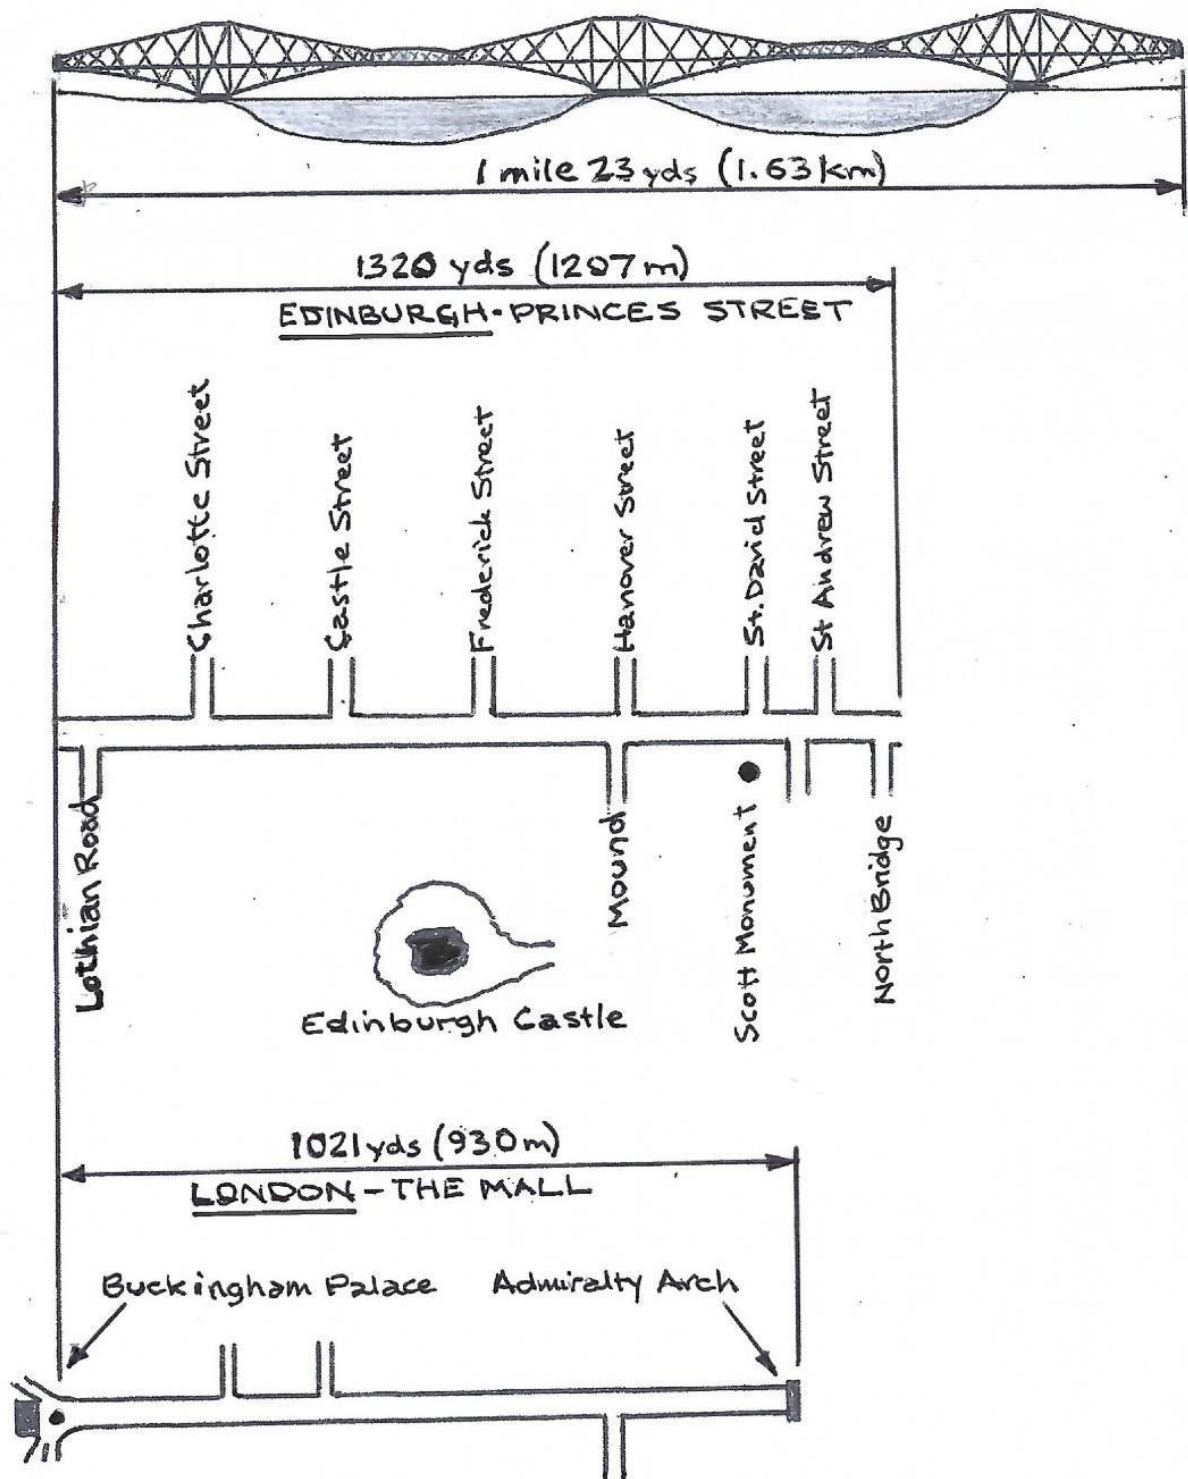 1 mile 23 yds (1.63 km)
1320 yds (1207 m)
EDINBURGH - PRINCES STREET
Charlotte Street
Castle Street
Frederick Street
Hanover Street
St. David Street
St Andrew Street
Lothian Road
Mound
Scott Monument
North Bridge
Edinburgh Castle
1021 yds (930 m)
LONDON - THE MALL
Buckingham Palace
Admiralty Arch